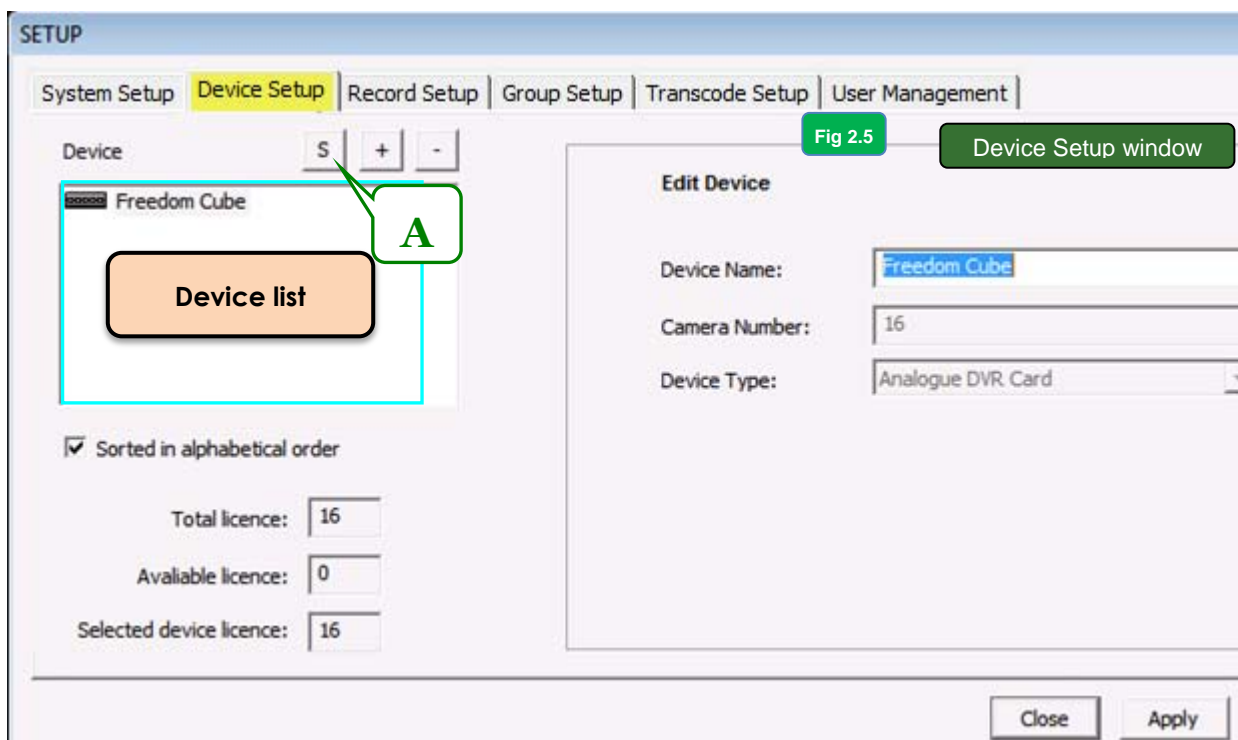 SETUP
System Setup Device Setup Record Setup Group Setup Transcode Setup User Management
Fig 2.5
Device Setup window
Device S + -
Freedom Cube
A
Device list
Sorted in alphabetical order
Total licence: 16
Avaliable licence: 0
Selected device licence: 16
Edit Device
Device Name: Freedom Cube
Camera Number: 16
Device Type: Analogue DVR Card
Close Apply